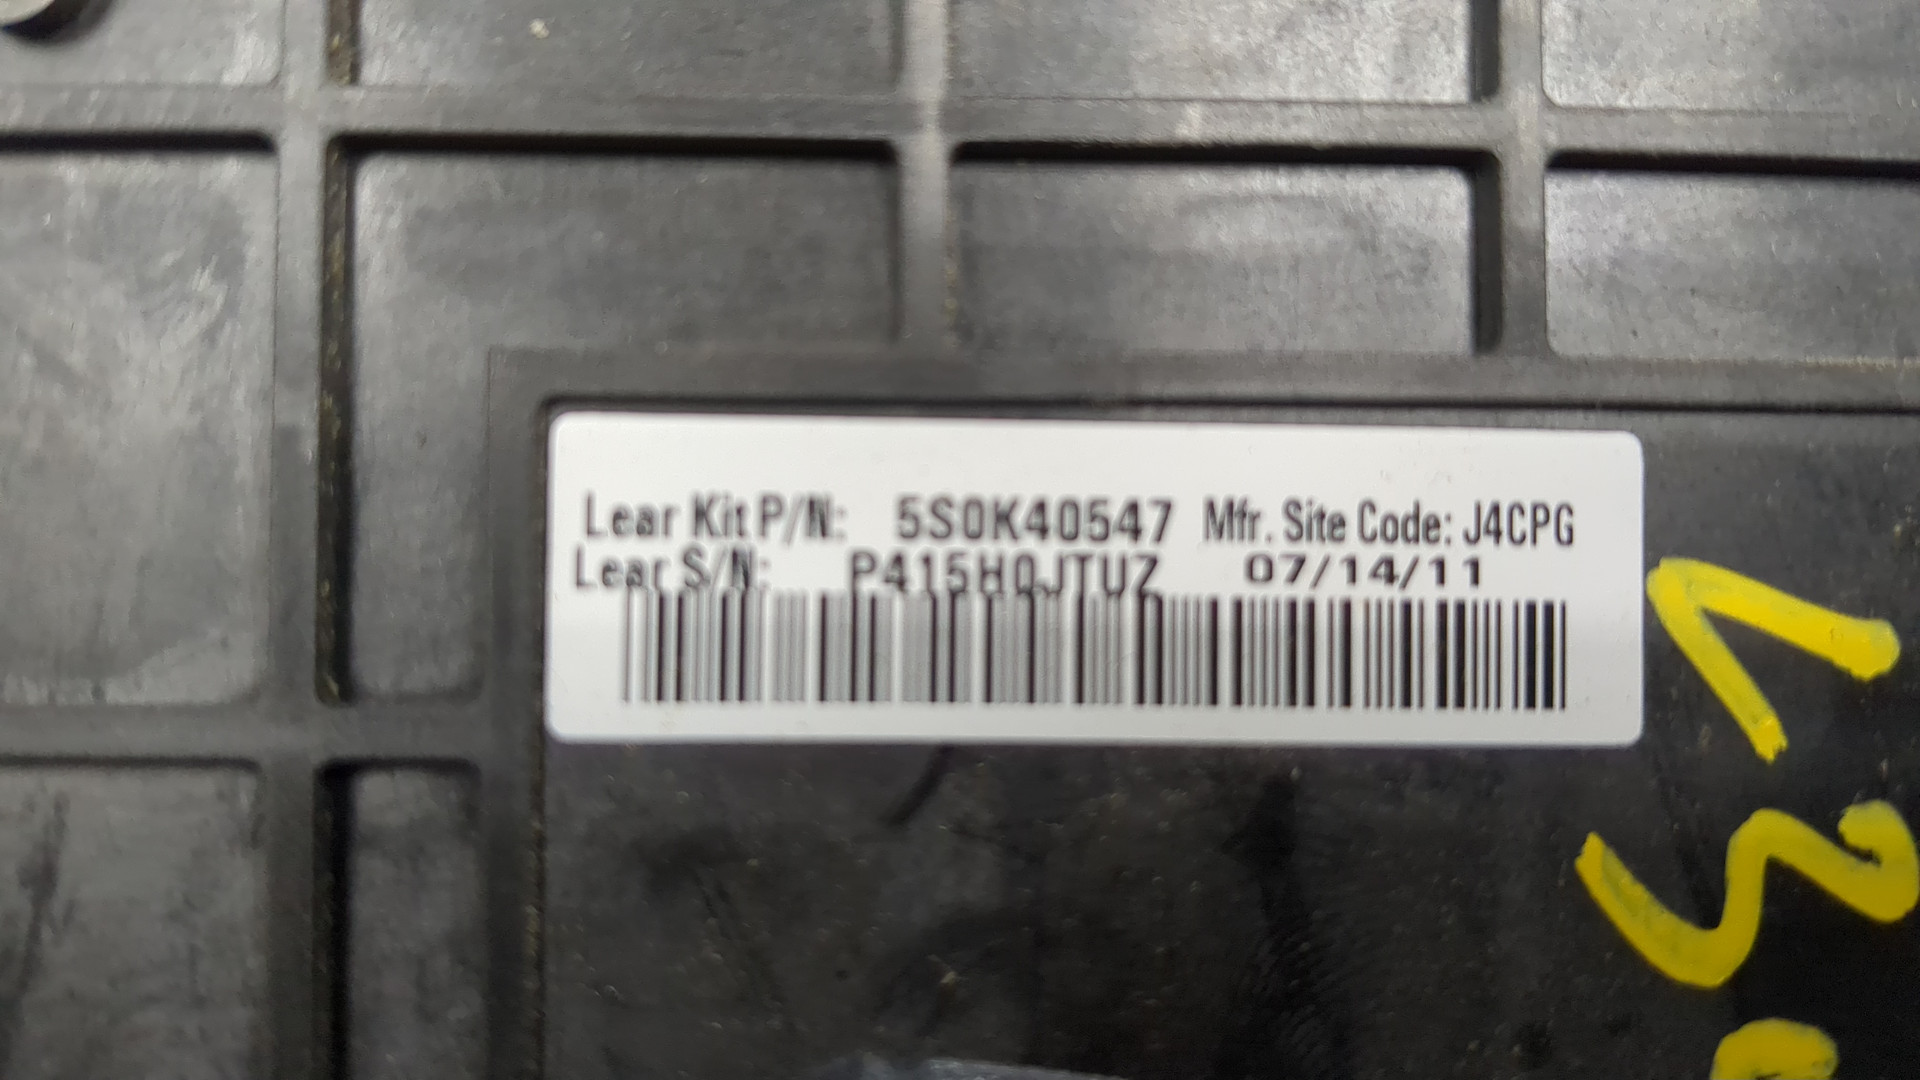 Lear Kit P/N: 5S0K40547 Mfr. Site Code: J4CPG
Lear S/N: P415H0JTUZ 07/14/11